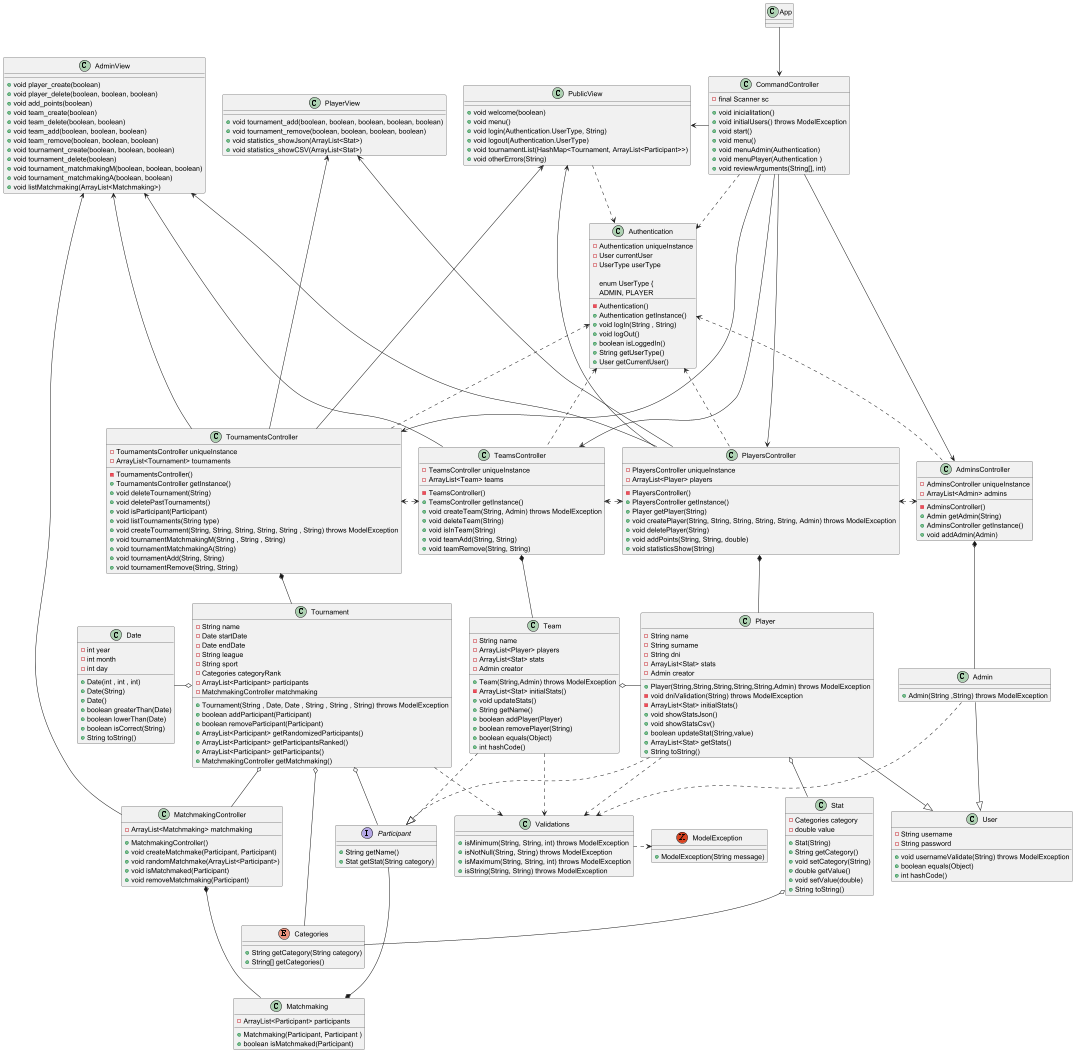 C App
C AdminView
void player_create(boolean)
void player_delete(boolean, boolean, boolean)
void add_points(boolean)
void team_create(boolean)
void team_delete(boolean, boolean)
void team_add(boolean, boolean, boolean)
void team_remove(boolean, boolean, boolean)
void tournament_create(boolean, boolean, boolean)
void tournament_delete(boolean)
void tournament_matchmakingM(boolean, boolean, boolean)
void tournament_matchmakingA(boolean, boolean)
void listMatchmaking(ArrayList<Matchmaking>)
C PlayerView
void tournament_add(boolean, boolean, boolean, boolean, boolean)
void tournament_remove(boolean, boolean, boolean, boolean)
void statistics_showJson(ArrayList<Stat>)
void statistics_showCSV(ArrayList<Stat>)
C PublicView
void welcome(boolean)
void menu()
void login(Authentication.UserType, String)
void logout(Authentication.UserType)
void tournamentList(HashMap<Tournament, ArrayList<Participant>>)
void otherErrors(String)
C CommandController
final Scanner sc
void inicialitation()
void initialUsers() throws ModelException
void start()
void menu()
void menuAdmin(Authentication)
void menuPlayer(Authentication )
void reviewArguments(String[], int)
C Authentication
Authentication uniqueInstance
User currentUser
UserType userType
enum UserType {
ADMIN, PLAYER
Authentication()
Authentication getInstance()
void logIn(String , String)
void logOut()
boolean isLoggedIn()
String getUserType()
User getCurrentUser()
C TournamentsController
TournamentsController uniqueInstance
ArrayList<Tournament> tournaments
TournamentsController()
TournamentsController getInstance()
void deleteTournament(String)
void deletePastTournaments()
void isParticipant(Participant)
void listTournaments(String type)
void createTournament(String, String, String, String, String , String) throws ModelException
void tournamentMatchmakingM(String , String , String)
void tournamentMatchmakingA(String)
void tournamentAdd(String, String)
void tournamentRemove(String, String)
C TeamsController
TeamsController uniqueInstance
ArrayList<Team> teams
TeamsController()
TeamsController getInstance()
void createTeam(String, Admin) throws ModelException
void deleteTeam(String)
void isInTeam(String)
void teamAdd(String, String)
void teamRemove(String, String)
C PlayersController
PlayersController uniqueInstance
ArrayList<Player> players
PlayersController()
PlayersController getInstance()
Player getPlayer(String)
void createPlayer(String, String, String, String, String, Admin) throws ModelException
void deletePlayer(String)
void addPoints(String, String, double)
void statisticsShow(String)
C AdminsController
AdminsController uniqueInstance
ArrayList<Admin> admins
AdminsController()
Admin getAdmin(String)
AdminsController getInstance()
void addAdmin(Admin)
C Date
int year
int month
int day
Date(int , int , int)
Date(String)
Date()
boolean greaterThan(Date)
boolean lowerThan(Date)
boolean isCorrect(String)
String toString()
C Tournament
String name
Date startDate
Date endDate
String league
String sport
Categories categoryRank
ArrayList<Participant> participants
MatchmakingController matchmaking
Tournament(String , Date, Date , String , String , String) throws ModelException
boolean addParticipant(Participant)
boolean removeParticipant(Participant)
ArrayList<Participant> getRandomizedParticipants()
ArrayList<Participant> getParticipantsRanked()
ArrayList<Participant> getParticipants()
MatchmakingController getMatchmaking()
C Team
String name
ArrayList<Player> players
ArrayList<Stat> stats
Admin creator
Team(String,Admin) throws ModelException
ArrayList<Stat> initialStats()
void updateStats()
String getName()
boolean addPlayer(Player)
boolean removePlayer(String)
boolean equals(Object)
int hashCode()
C Player
String name
String surname
String dni
ArrayList<Stat> stats
Admin creator
Player(String,String,String,String,String,Admin) throws ModelException
void dniValidation(String) throws ModelException
ArrayList<Stat> initialStats()
void showStatsJson()
void showStatsCsv()
boolean updateStat(String,value)
ArrayList<Stat> getStats()
String toString()
C Admin
Admin(String ,String) throws ModelException
C MatchmakingController
ArrayList<Matchmaking> matchmaking
MatchmakingController()
void createMatchmake(Participant, Participant)
void randomMatchmake(ArrayList<Participant>)
void isMatchmaked(Participant)
void removeMatchmaking(Participant)
I Participant
String getName()
Stat getStat(String category)
C Validations
isMinimum(String, String, int) throws ModelException
isNotNull(String, String) throws ModelException
isMaximum(String, String, int) throws ModelException
isString(String, String) throws ModelException
ModelException
ModelException(String message)
C Stat
Categories category
double value
Stat(String)
String getCategory()
void setCategory(String)
double getValue()
void setValue(double)
String toString()
C User
String username
String password
void usernameValidate(String) throws ModelException
boolean equals(Object)
int hashCode()
E Categories
String getCategory(String category)
String[] getCategories()
C Matchmaking
ArrayList<Participant> participants
Matchmaking(Participant, Participant )
boolean isMatchmaked(Participant)